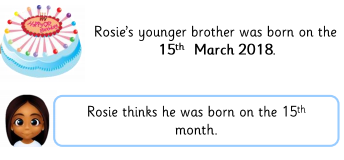 Rosie's younger brother was born on the
15th March 2018.
Rosie thinks he was born on the 15th
month.